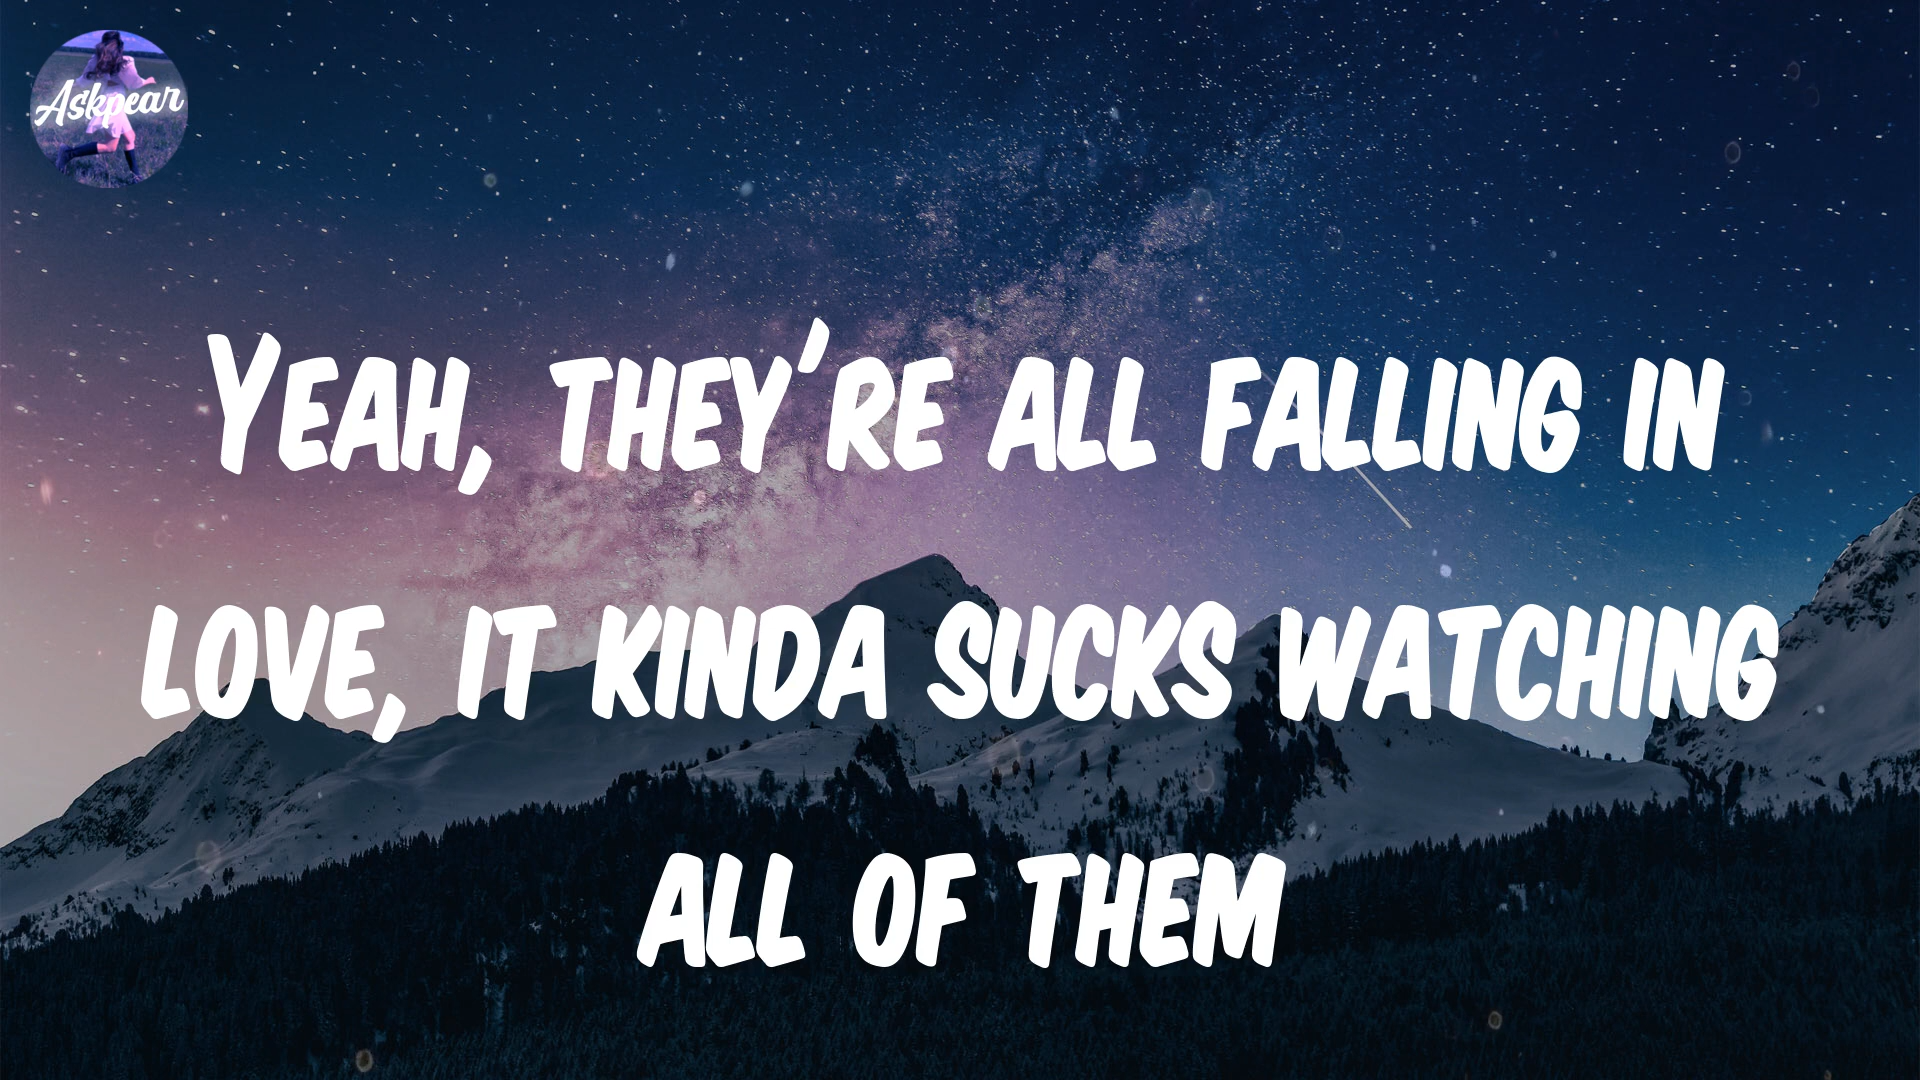 Askpear
Yeah, they're all falling in
love, it kinda sucks watching
all of them